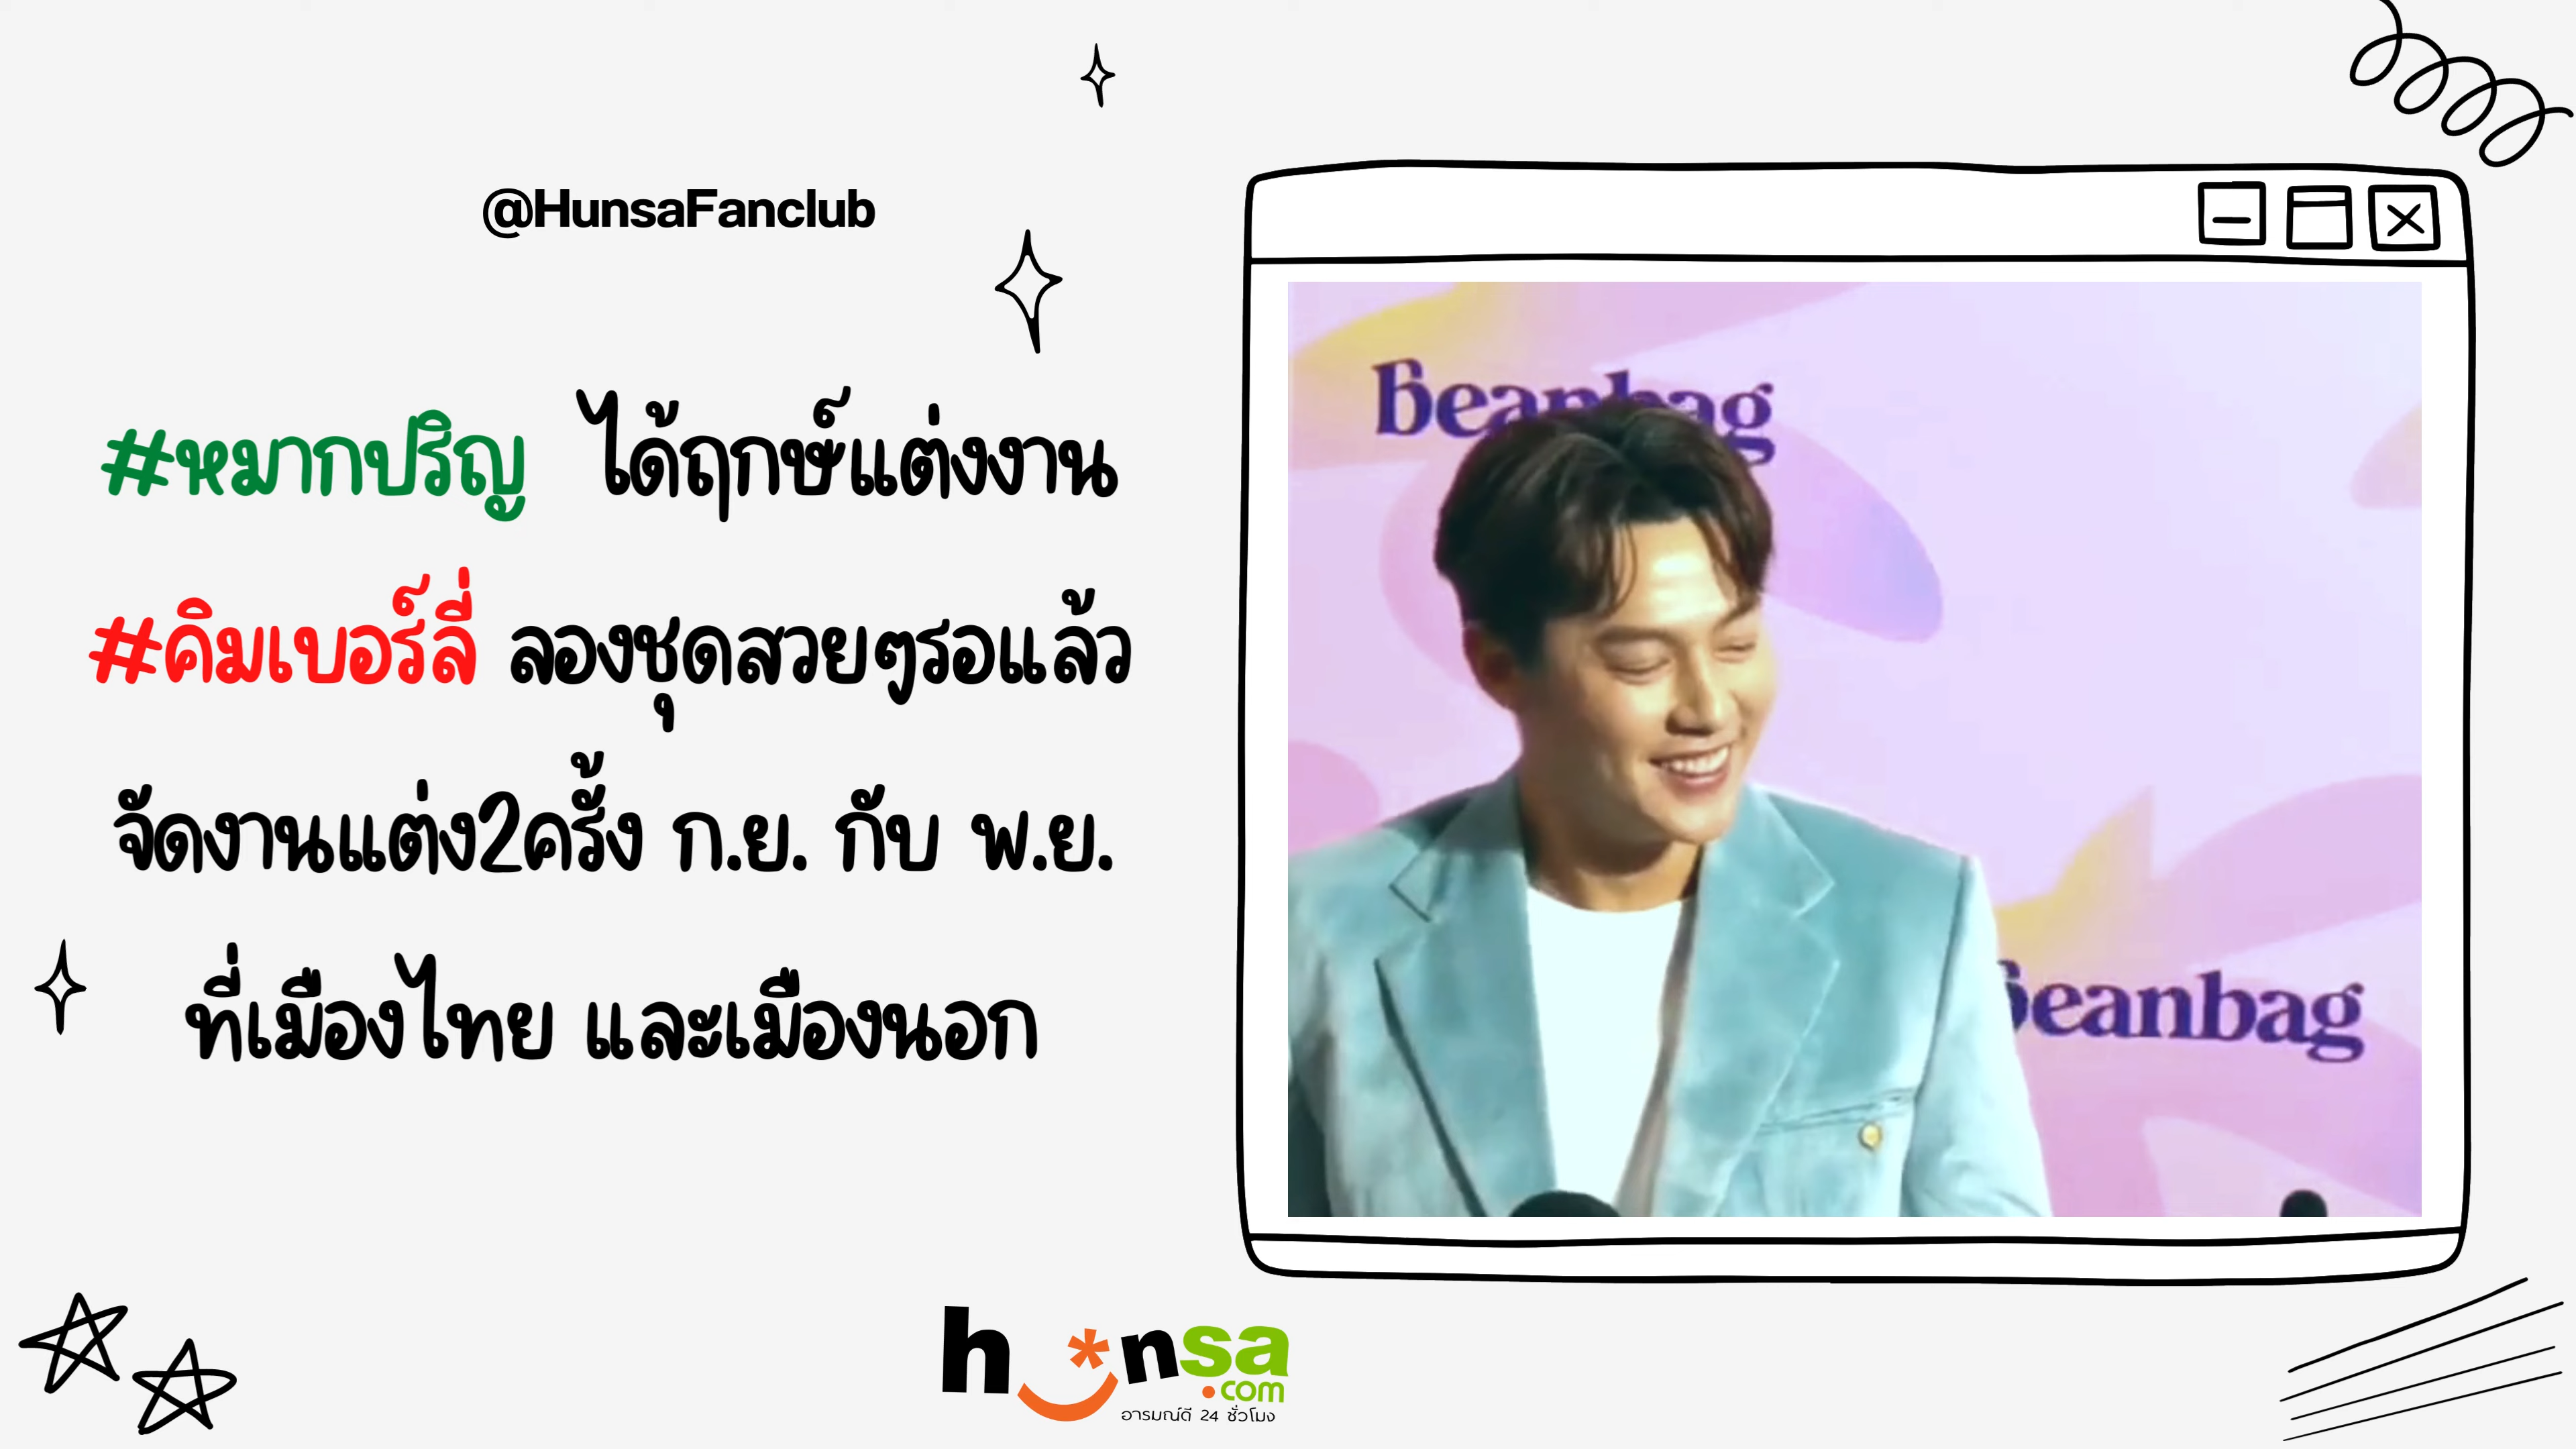 @HunsaFanclub
#หมากปริญ ได้ฤกษ์แต่งงาน
#คิมเบอร์ลี่ ลองชุดสวยๆรอแล้ว
จัดงานแต่ง2ครั้ง ก.ย. กับ พ.ย.
ที่เมืองไทย และเมืองนอก
beanbag
beanbag
hunsa
.com
อารมณ์ดี 24 ชั่วโมง